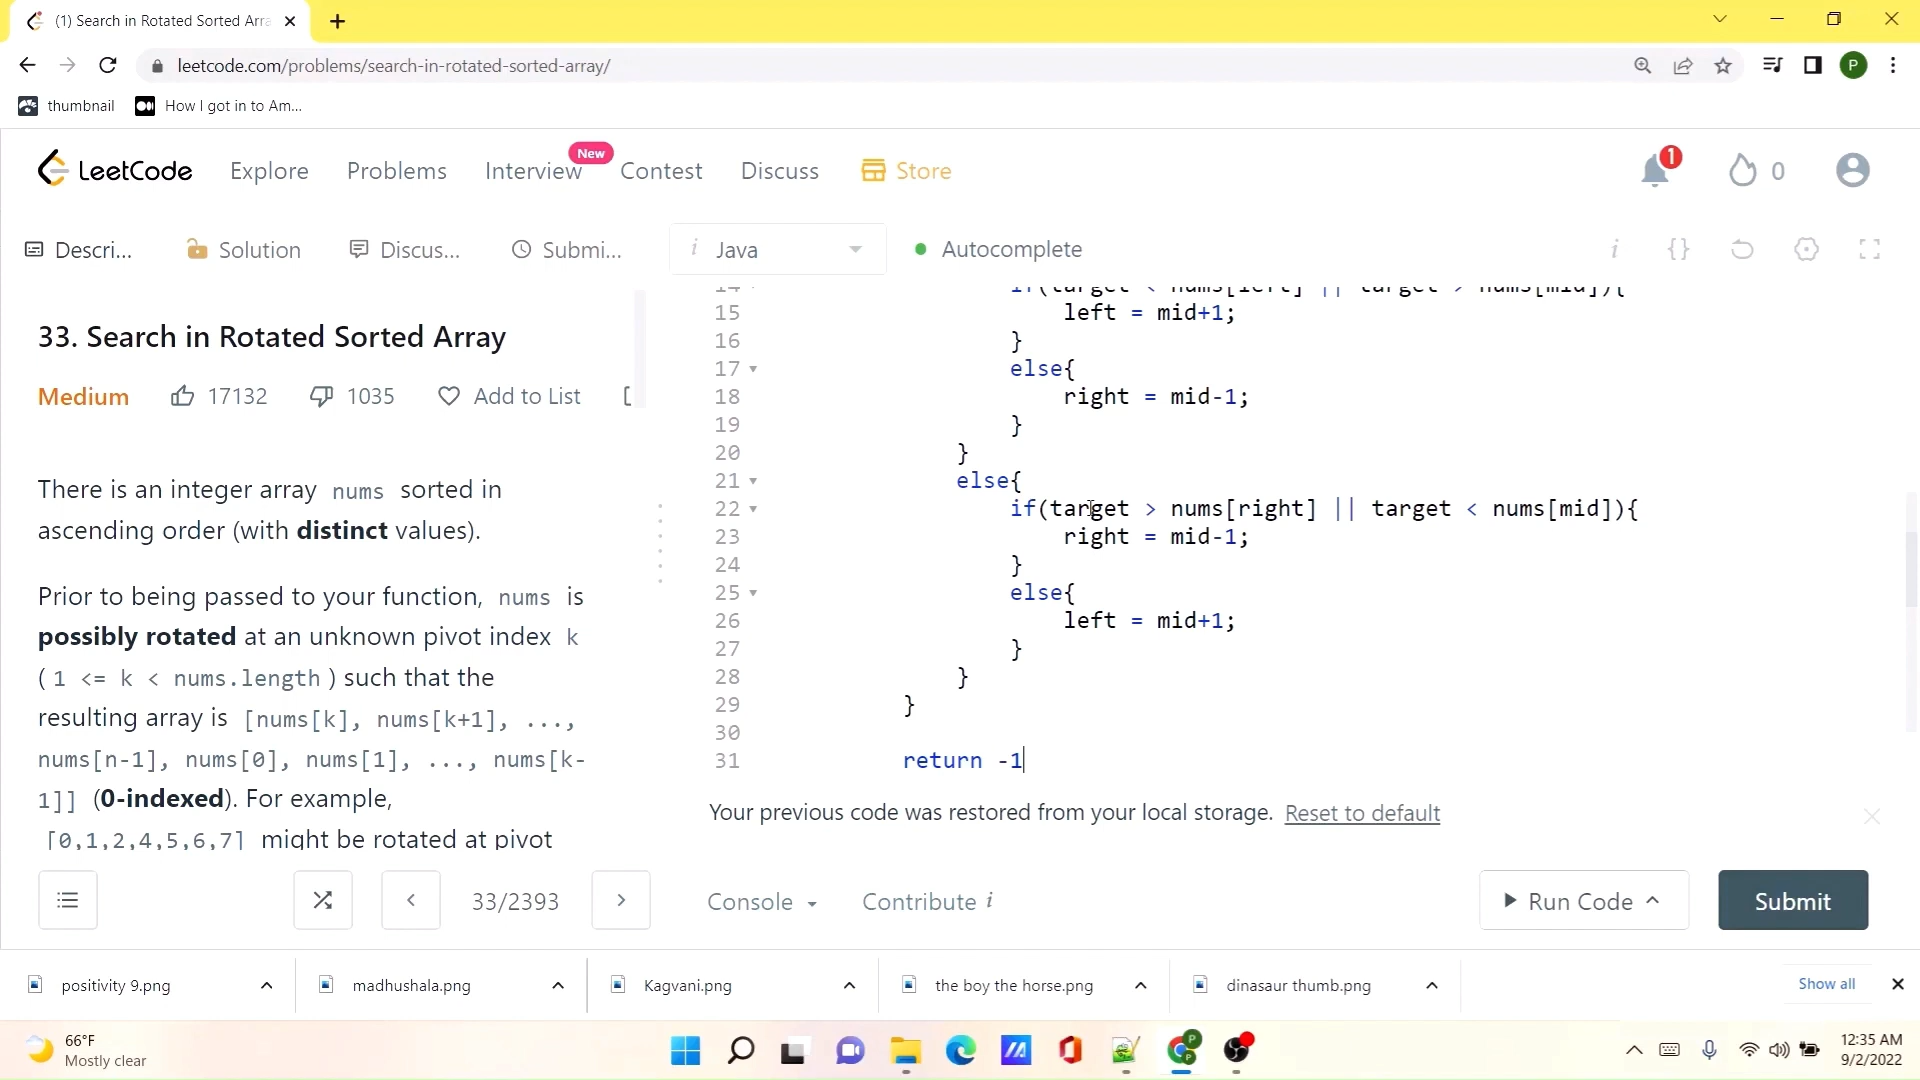 (1) Search in Rotated Sorted Arra
leetcode.com/problems/search-in-rotated-sorted-array/
P
thumbnail
How I got in to Am...
LeetCode
Explore
Problems
Interview
New
Contest
Discuss
Store
1
0
Descri...
Solution
Discus...
Submi...
i Java
Autocomplete
33. Search in Rotated Sorted Array
Medium
17132
1035
Add to List
There is an integer array nums sorted in
ascending order (with distinct values).
Prior to being passed to your function, nums is
possibly rotated at an unknown pivot index k
(1 <= k < nums.length) such that the
resulting array is [nums[k], nums[k+1], ...,
nums[n-1], nums[0], nums[1], ..., nums[k-
1]] (0-indexed). For example,
[0,1,2,4,5,6,7] might be rotated at pivot
14 if(target < nums[left] || target > nums[mid]){
15 left = mid+1;
16 }
17 else{
18 right = mid-1;
19 }
20 }
21 else{
22 if(target > nums[right] || target < nums[mid]){
23 right = mid-1;
24 }
25 else{
26 left = mid+1;
27 }
28 }
29 }
30
31 return -1
Your previous code was restored from your local storage. Reset to default
33/2393
Console
Contribute i
Run Code
Submit
positivity 9.png
madhushala.png
Kagvani.png
the boy the horse.png
dinasaur thumb.png
Show all
66°F
Mostly clear
12:35 AM
9/2/2022